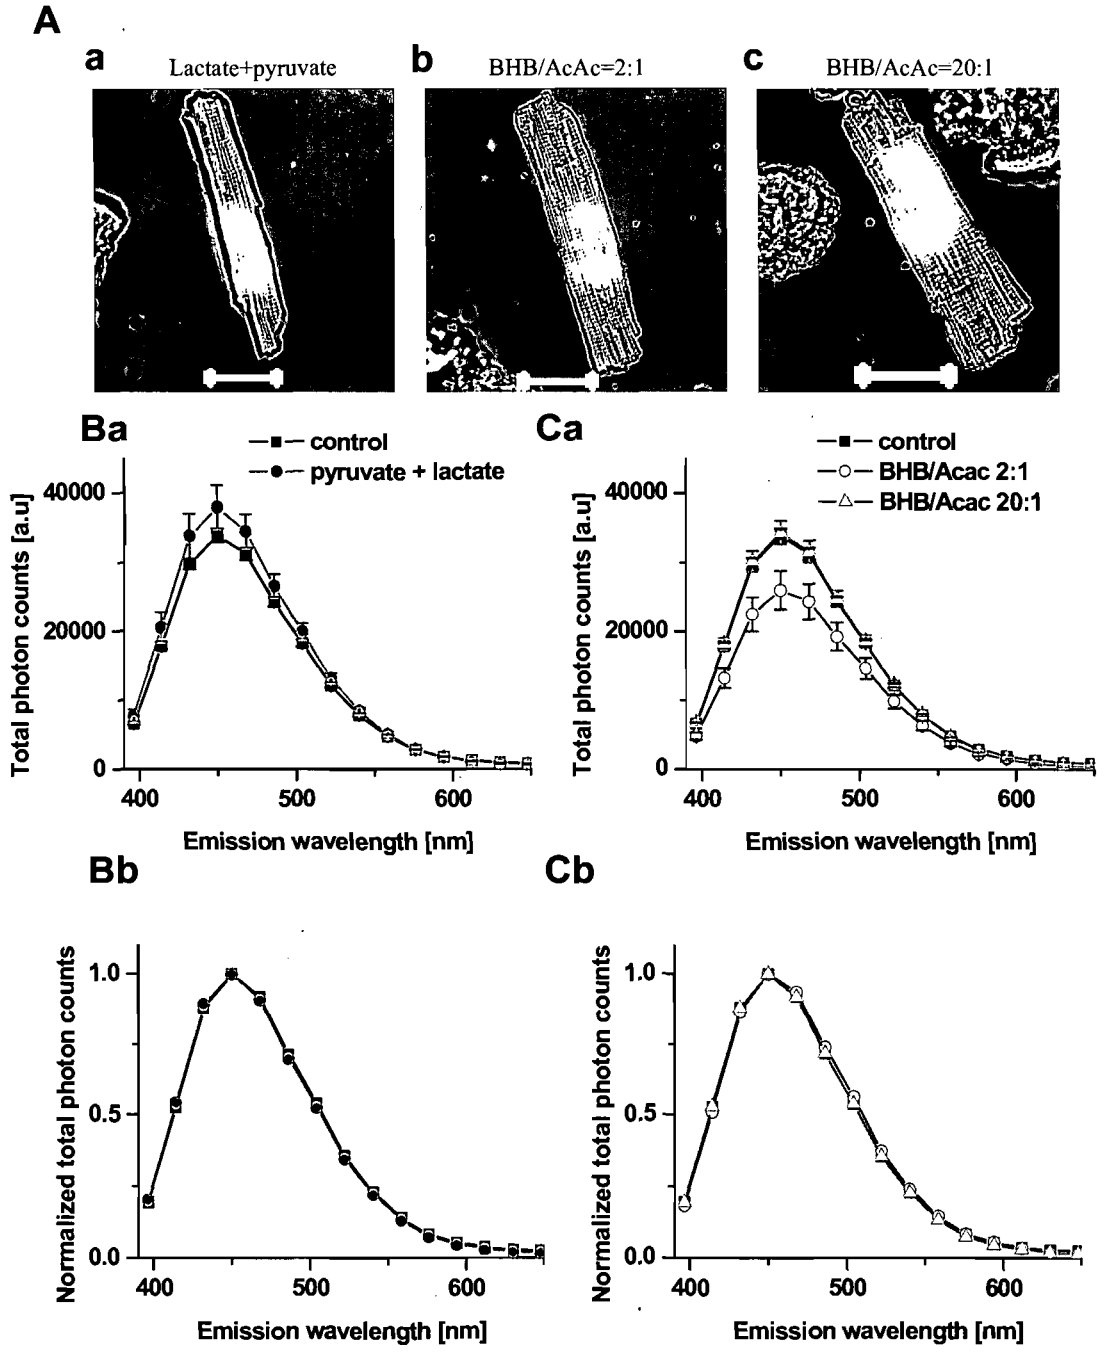 A
a
Lactate+pyruvate
b
BHB/AcAc=2:1
c
BHB/AcAc=20:1
Ba
control
pyruvate + lactate
40000
20000
0
Total photon counts [a.u]
400 500 600
Emission wavelength [nm]
Ca
control
BHB/Acac 2:1
BHB/Acac 20:1
40000
20000
0
Total photon counts [a.u]
400 500 600
Emission wavelength [nm]
Bb
1.0
0.5
0.0
Normalized total photon counts
400 500 600
Emission wavelength [nm]
Cb
1.0
0.5
0.0
Normalized total photon counts
400 500 600
Emission wavelength [nm]